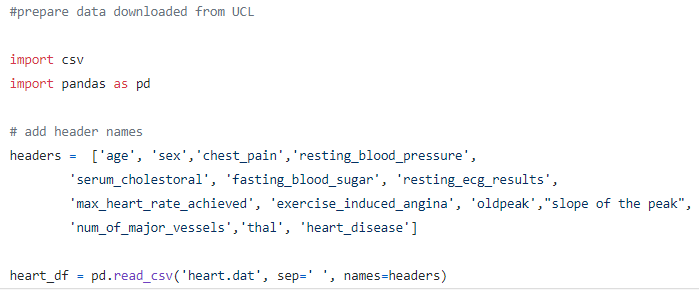 #prepare data downloaded from UCL
import csv
import pandas as pd
# add header names
headers =  ['age', 'sex','chest_pain','resting_blood_pressure',
        'serum_cholestoral', 'fasting_blood_sugar', 'resting_ecg_results',
        'max_heart_rate_achieved', 'exercise_induced_angina', 'oldpeak',"slope of the peak",
        'num_of_major_vessels','thal', 'heart_disease']
heart_df = pd.read_csv('heart.dat', sep=' ', names=headers)